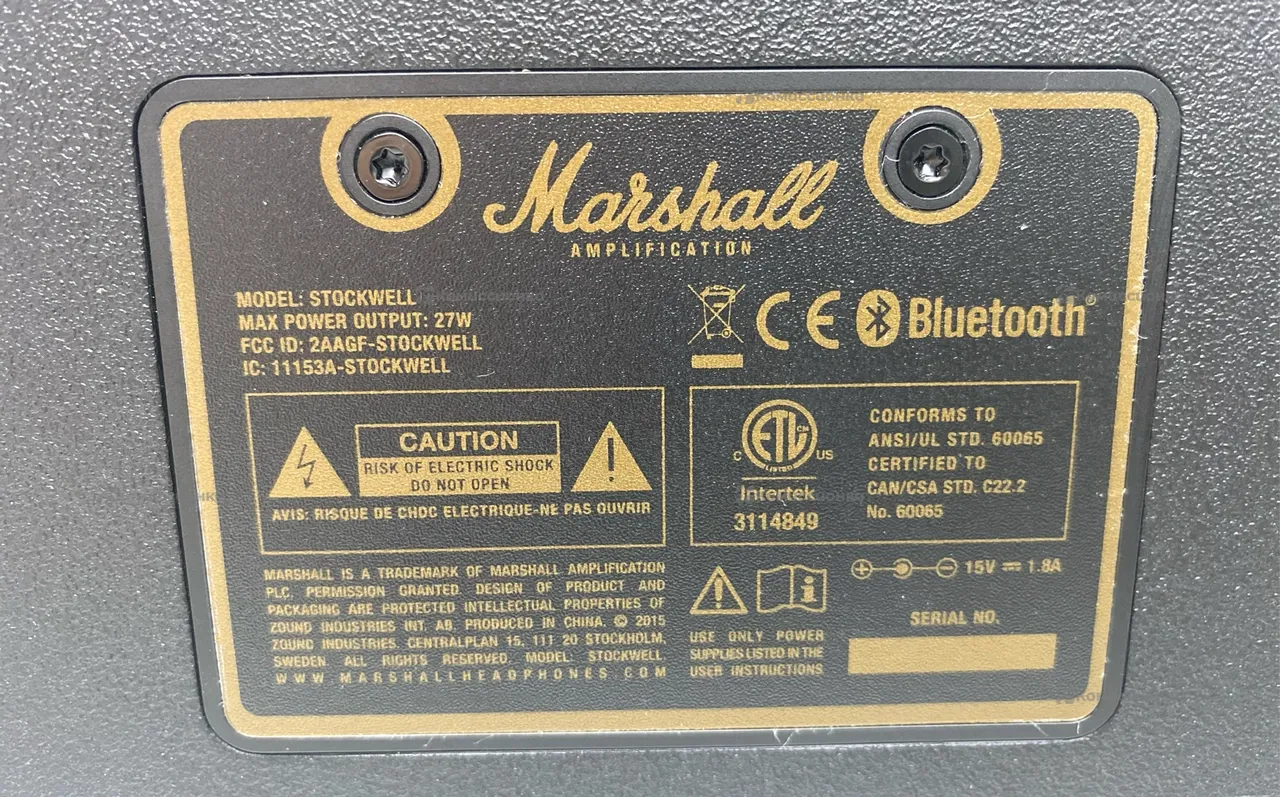 Marshall
AMPLIFICATION
MODEL: STOCKWELL
MAX POWER OUTPUT: 27W
FCC ID: 2AAGF-STOCKWELL
IC: 11153A-STOCKWELL
CE Bluetooth®
CAUTION
RISK OF ELECTRIC SHOCK
DO NOT OPEN
AVIS: RISQUE DE CHOC ELECTRIQUE-NE PAS OUVRIR
ETL CM
C US
LISTED
Intertek
3114849
CONFORMS TO
ANSI/UL STD. 60065
CERTIFIED TO
CAN/CSA STD. C22.2
No. 60065
MARSHALL IS A TRADEMARK OF MARSHALL AMPLIFICATION
PLC. PERMISSION GRANTED. DESIGN OF PRODUCT AND
PACKAGING ARE PROTECTED INTELLECTUAL PROPERTIES OF
ZOUND INDUSTRIES INT. AB. PRODUCED IN CHINA. © 2015
ZOUND INDUSTRIES. CENTRALPLAN 15, 111 20 STOCKHOLM,
SWEDEN. ALL RIGHTS RESERVED. MODEL: STOCKWELL
WWW.MARSHALLHEADPHONES.COM
USE ONLY POWER
SUPPLIES LISTED IN THE
USER INSTRUCTIONS
15V ⎓ 1.8A
SERIAL NO.